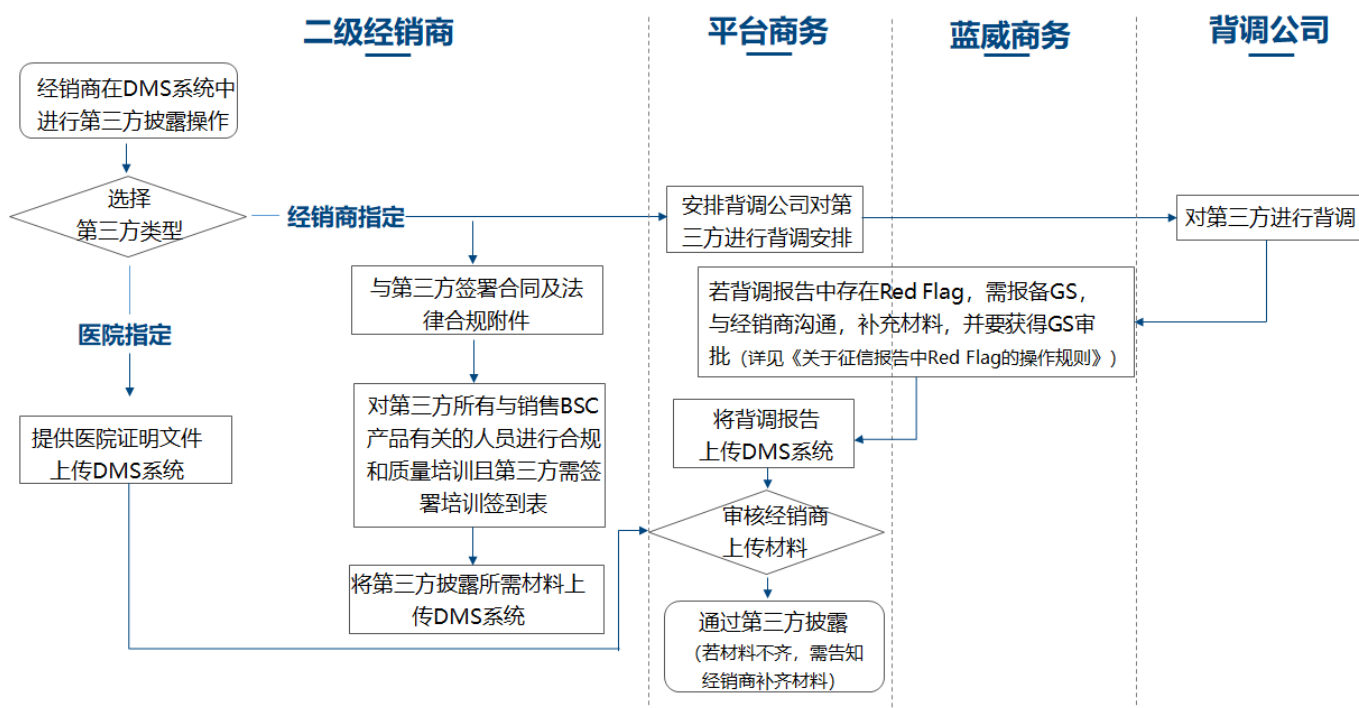 二级经销商
平台商务
蓝威商务
背调公司
经销商在DMS系统中
进行第三方披露操作
选择
第三方类型
经销商指定
安排背调公司对第
三方进行背调安排
对第三方进行背调
医院指定
与第三方签署合同及法
律合规附件
若背调报告中存在Red Flag，需报备GS，
与经销商沟通，补充材料，并要获得GS审
批（详见《关于征信报告中Red Flag的操作规则》）
提供医院证明文件
上传DMS系统
对第三方所有与销售BSC
产品有关的人员进行合规
和质量培训且第三方需签
署培训签到表
将背调报告
上传DMS系统
审核经销商
上传材料
将第三方披露所需材料上
传DMS系统
通过第三方披露
（若材料不齐，需告知
经销商补齐材料）